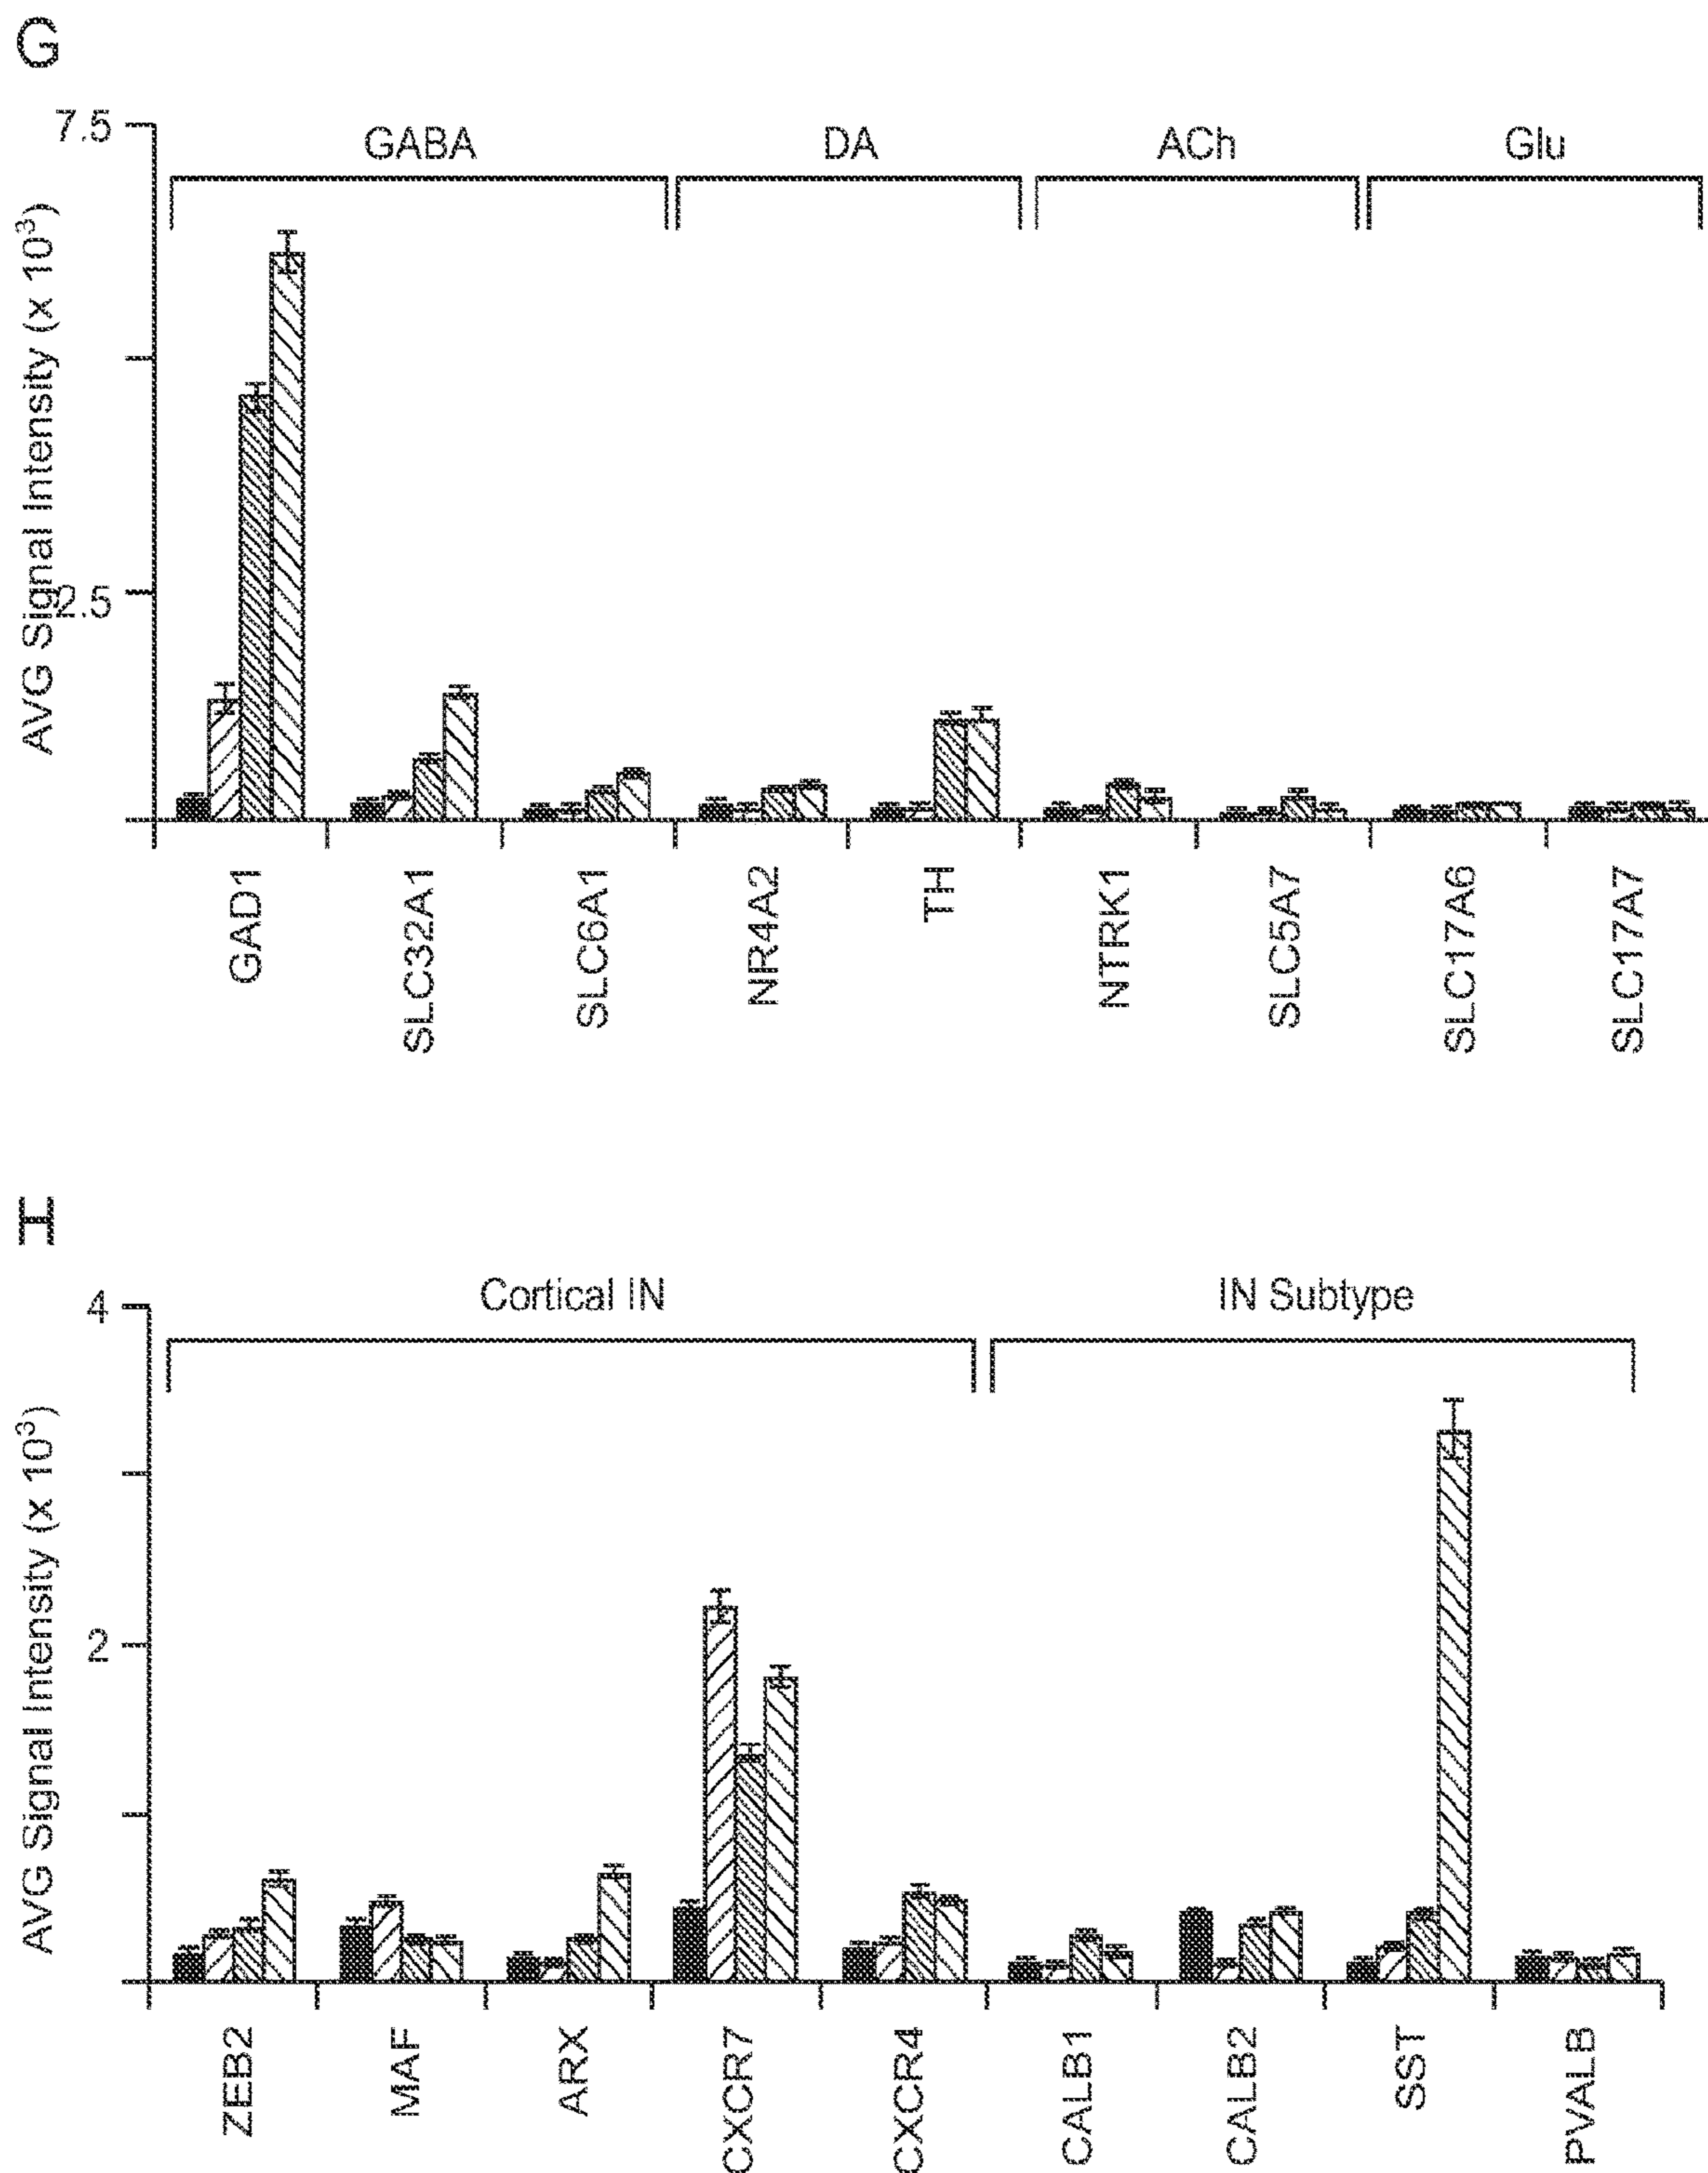 G
7.5
GABA DA ACh Glu
2.5
AVG Signal Intensity (x 10³)
GAD1 SLC32A1 SLC6A1 NR4A2 TH NTRK1 SLC5A7 SLC17A6 SLC17A7
H
Cortical IN IN Subtype
4
2
AVG Signal Intensity (x 10³)
ZEB2 MAF ARX CXCR7 CXCR4 CALB1 CALB2 SST PVALB